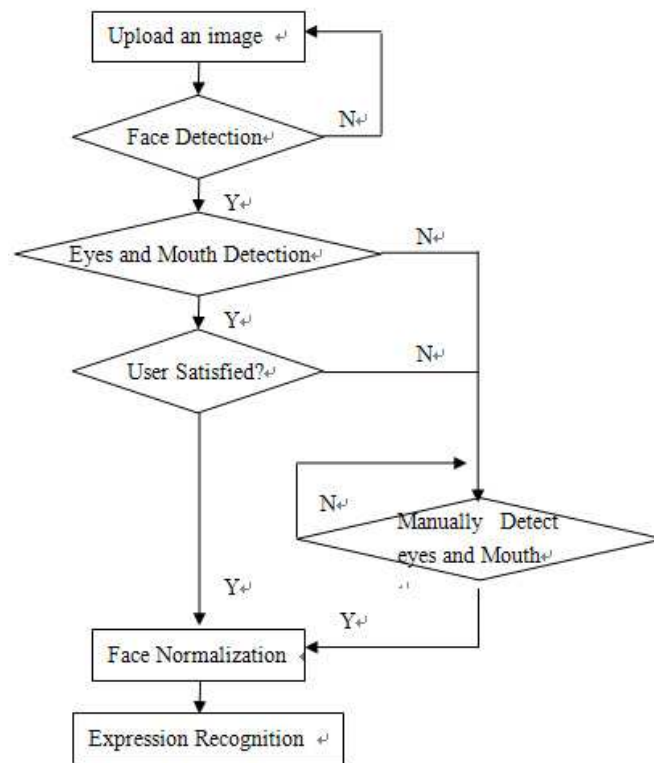 Upload an image ↵
N↵
Face Detection↵
Y↵
Eyes and Mouth Detection↵
N↵
Y↵
N↵
User Satisfied?↵
N↵
Manually Detect
eyes and Mouth↵
Y↵
Y↵
Face Normalization
Expression Recognition ↵